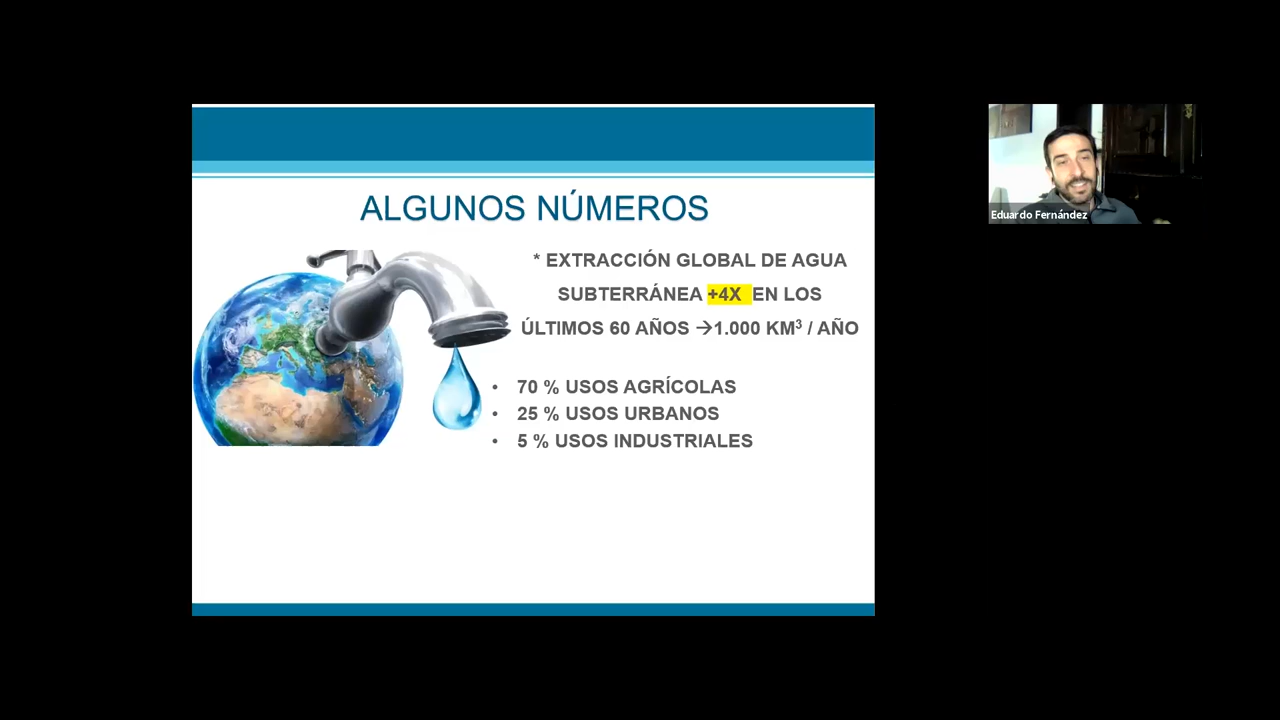 ALGUNOS NÚMEROS
* EXTRACCIÓN GLOBAL DE AGUA
SUBTERRÁNEA +4X EN LOS
ÚLTIMOS 60 AÑOS →1.000 KM³ / AÑO
• 70 % USOS AGRÍCOLAS
• 25 % USOS URBANOS
• 5 % USOS INDUSTRIALES
Eduardo Fernández